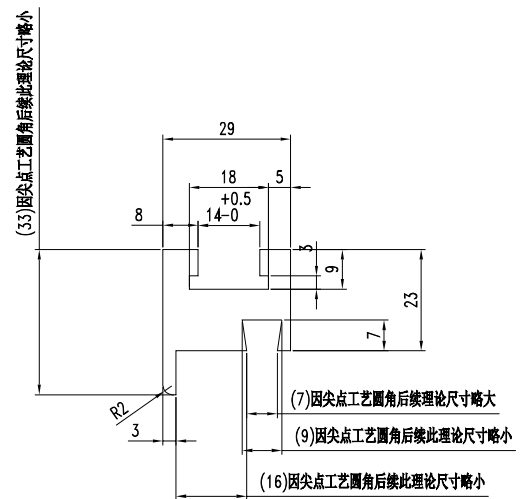 (33)因尖点工艺圆角后续此理论尺寸略小
29
18
5
+0.5
8
14-0
3
9
23
7
R2
3
(7)因尖点工艺圆角后续理论尺寸略大
(9)因尖点工艺圆角后续此理论尺寸略小
(16)因尖点工艺圆角后续此理论尺寸略小